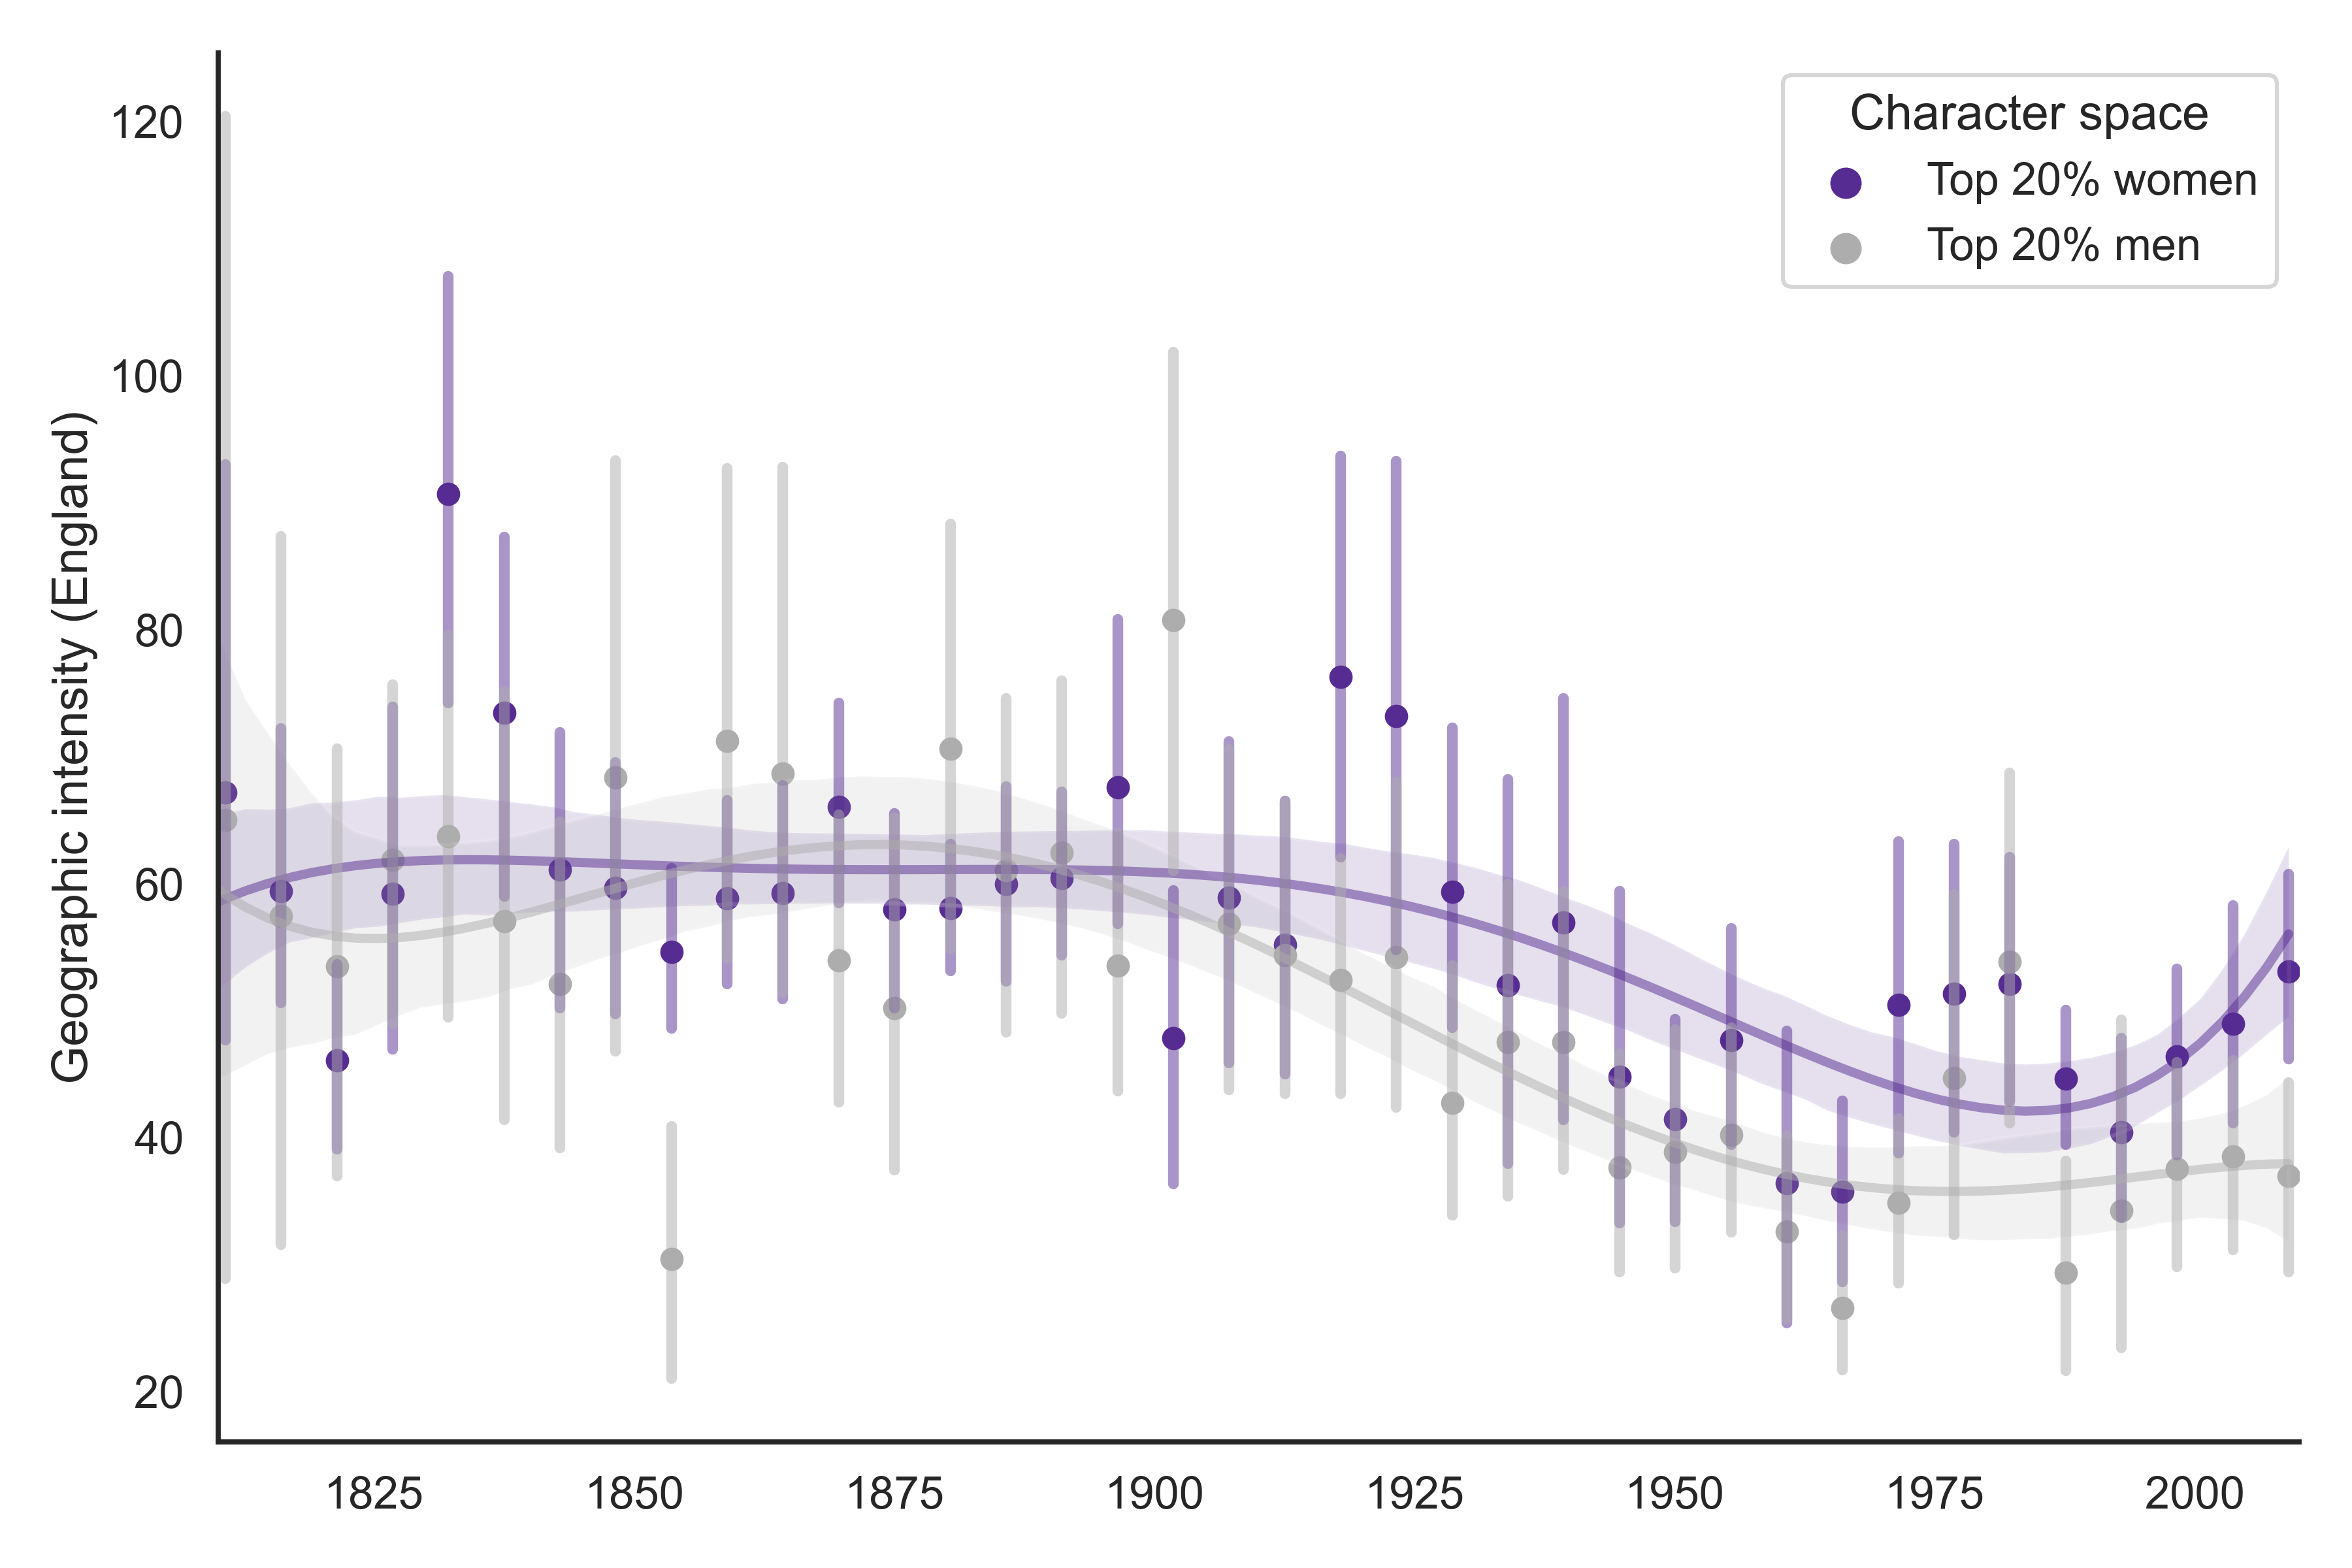 Character space
Top 20% women
Top 20% men
Geographic intensity (England)
120
100
80
60
40
20
1825 1850 1875 1900 1925 1950 1975 2000